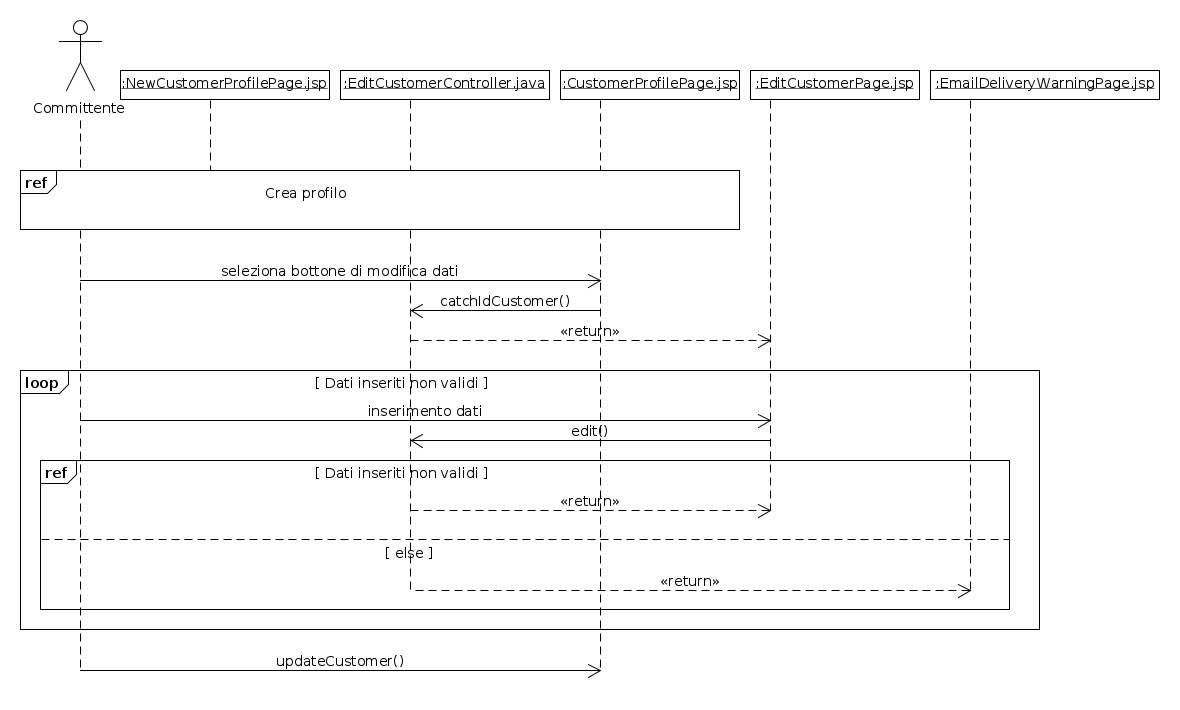 :NewCustomerProfilePage.jsp
:EditCustomerController.java
:CustomerProfilePage.jsp
:EditCustomerPage.jsp
:EmailDeliveryWarningPage.jsp
Committente
ref
Crea profilo
seleziona bottone di modifica dati
catchIdCustomer()
«return»
loop
[ Dati inseriti non validi ]
inserimento dati
edit()
ref
[ Dati inseriti non validi ]
«return»
[ else ]
«return»
updateCustomer()